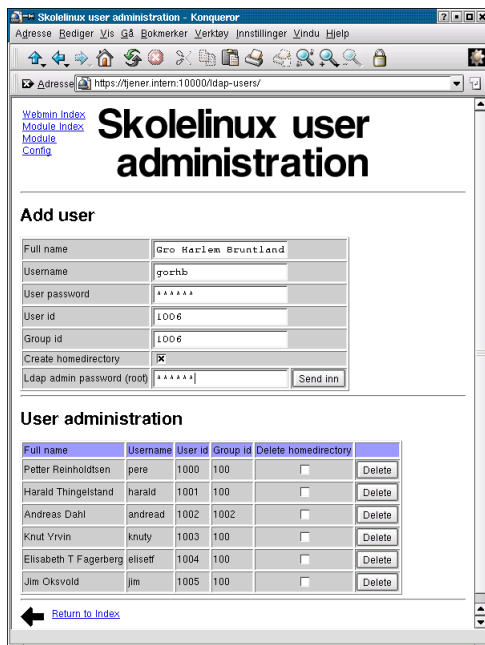 Skolelinux user administration - Konqueror
Adresse Rediger Vis Gå Bokmerker Verktøy Innstillinger Vindu Hjelp
Adresse https://tjener.intern:10000/ldap-users/
Webmin Index
Module Index
Module
Config
Skolelinux user
administration
Add user
Full name Gro Harlem Bruntland
Username gorhb
User password ******
User id 1006
Group id 1006
Create homedirectory
Ldap admin password (root) ****** Send inn
User administration
Full name Username User id Group id Delete homedirectory
Petter Reinholdtsen pere 1000 100 Delete
Harald Thingelstand harald 1001 100 Delete
Andreas Dahl andread 1002 1002 Delete
Knut Yrvin knuty 1003 100 Delete
Elisabeth T Fagerberg elisetf 1004 100 Delete
Jim Oksvold jim 1005 100 Delete
Return to Index